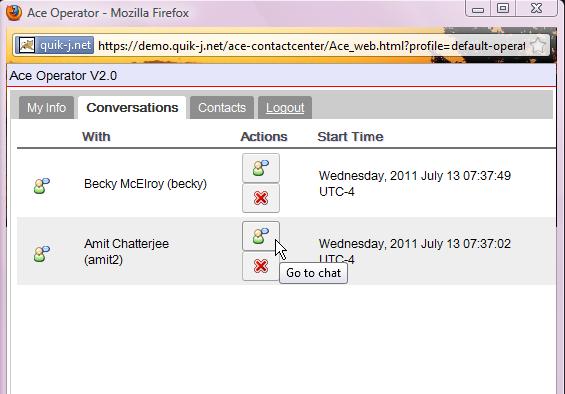 Ace Operator - Mozilla Firefox
quik-j.net https://demo.quik-j.net/ace-contactcenter/Ace_web.html?profile=default-operat
Ace Operator V2.0
My Info Conversations Contacts Logout
With Actions Start Time
Becky McElroy (becky) Wednesday, 2011 July 13 07:37:49
UTC-4
Amit Chatterjee Wednesday, 2011 July 13 07:37:02
(amit2) UTC-4
Go to chat